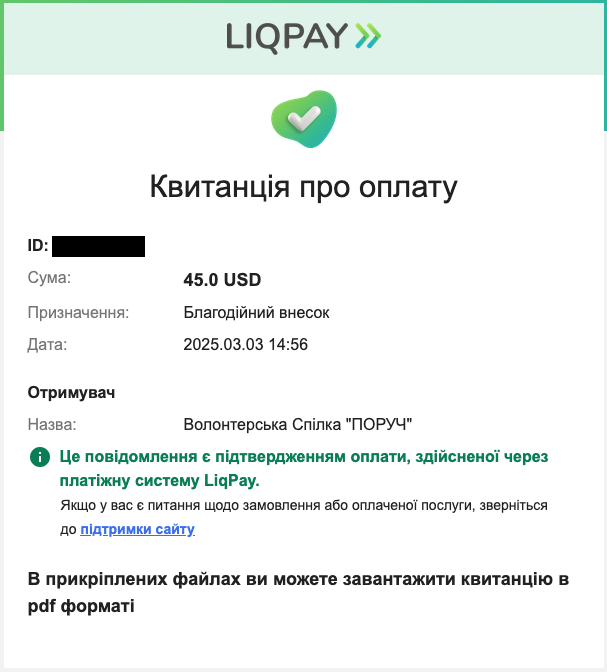 LIQPAY
Квитанція про оплату
ID:
Сума: 45.0 USD
Призначення: Благодійний внесок
Дата: 2025.03.03 14:56
Отримувач
Назва: Волонтерська Спілка "ПОРУЧ"
Це повідомлення є підтвердженням оплати, здійсненої через
платіжну систему LiqPay.
Якщо у вас є питання щодо замовлення або оплаченої послуги, зверніться
до підтримки сайту
В прикріплених файлах ви можете завантажити квитанцію в
pdf форматі